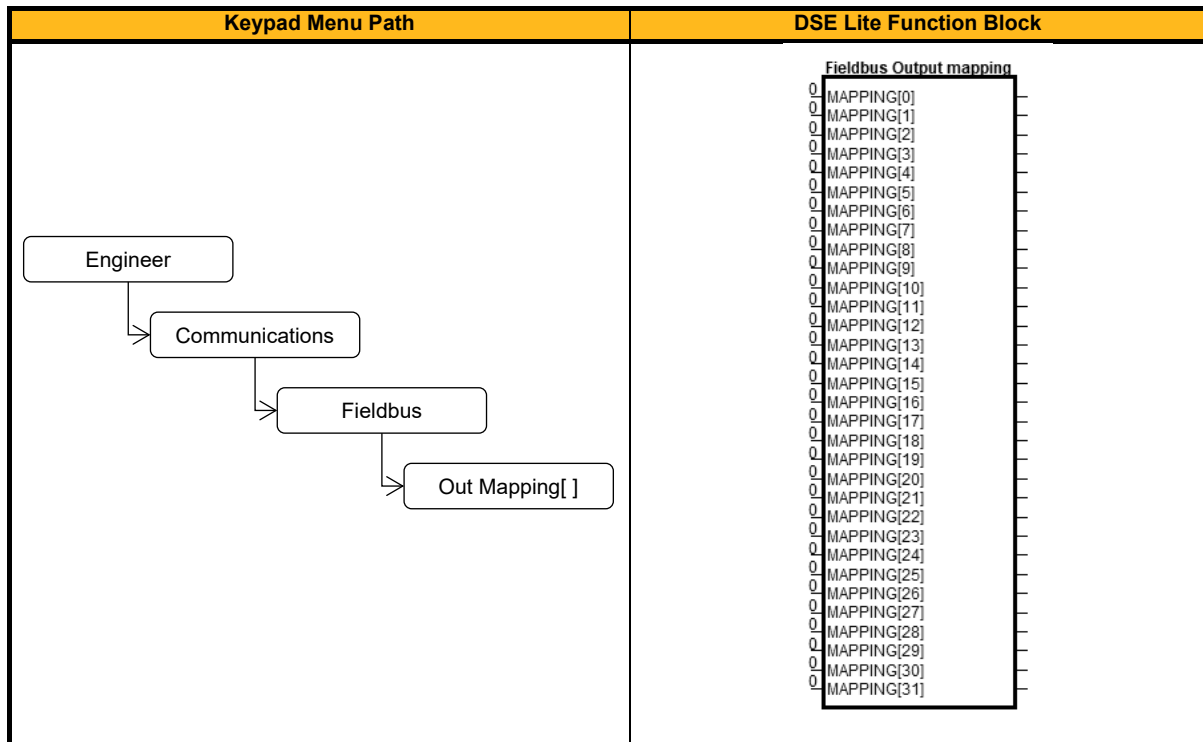 Keypad Menu Path
DSE Lite Function Block
Engineer
Communications
Fieldbus
Out Mapping[ ]
Fieldbus Output mapping
0 MAPPING[0]
0 MAPPING[1]
0 MAPPING[2]
0 MAPPING[3]
0 MAPPING[4]
0 MAPPING[5]
0 MAPPING[6]
0 MAPPING[7]
0 MAPPING[8]
0 MAPPING[9]
0 MAPPING[10]
0 MAPPING[11]
0 MAPPING[12]
0 MAPPING[13]
0 MAPPING[14]
0 MAPPING[15]
0 MAPPING[16]
0 MAPPING[17]
0 MAPPING[18]
0 MAPPING[19]
0 MAPPING[20]
0 MAPPING[21]
0 MAPPING[22]
0 MAPPING[23]
0 MAPPING[24]
0 MAPPING[25]
0 MAPPING[26]
0 MAPPING[27]
0 MAPPING[28]
0 MAPPING[29]
0 MAPPING[30]
0 MAPPING[31]